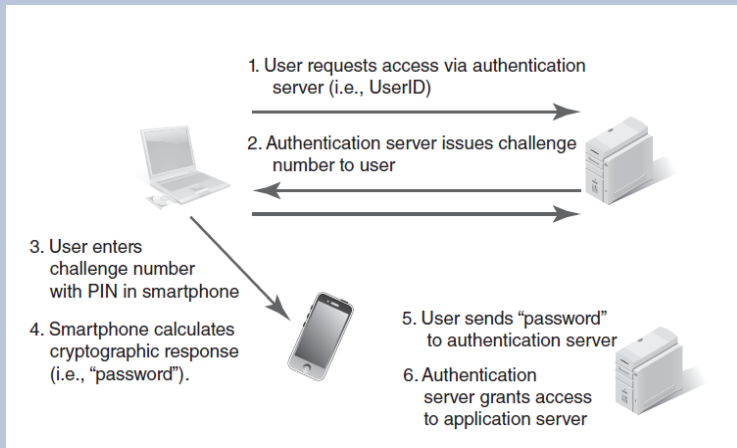 1. User requests access via authentication
server (i.e., UserID)
2. Authentication server issues challenge
number to user
3. User enters
challenge number
with PIN in smartphone
4. Smartphone calculates
cryptographic response
(i.e., “password”).
5. User sends “password”
to authentication server
6. Authentication
server grants access
to application server